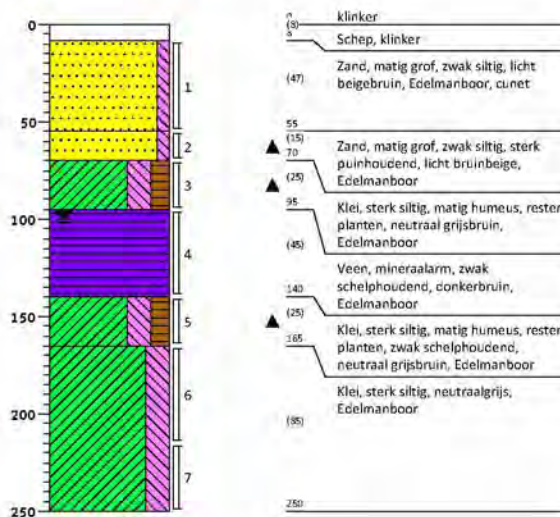 0
50
100
150
200
250
1
2
3
4
5
6
7
klinker
(8)
8
Schep, klinker
(47)
Zand, matig grof, zwak siltig, licht
beigebruin, Edelmanboor, cunet
55
(15)
70
Zand, matig grof, zwak siltig, sterk
puinhoudend, licht bruinbeige,
Edelmanboor
(25)
95
Klei, sterk siltig, matig humeus, resten
planten, neutraal grijsbruin,
Edelmanboor
(45)
Veen, mineraalarm, zwak
schelphoudend, donkerbruin,
Edelmanboor
140
(25)
Klei, sterk siltig, matig humeus, resten
planten, zwak schelphoudend,
neutraal grijsbruin, Edelmanboor
165
Klei, sterk siltig, neutraalgrijs,
Edelmanboor
(85)
250